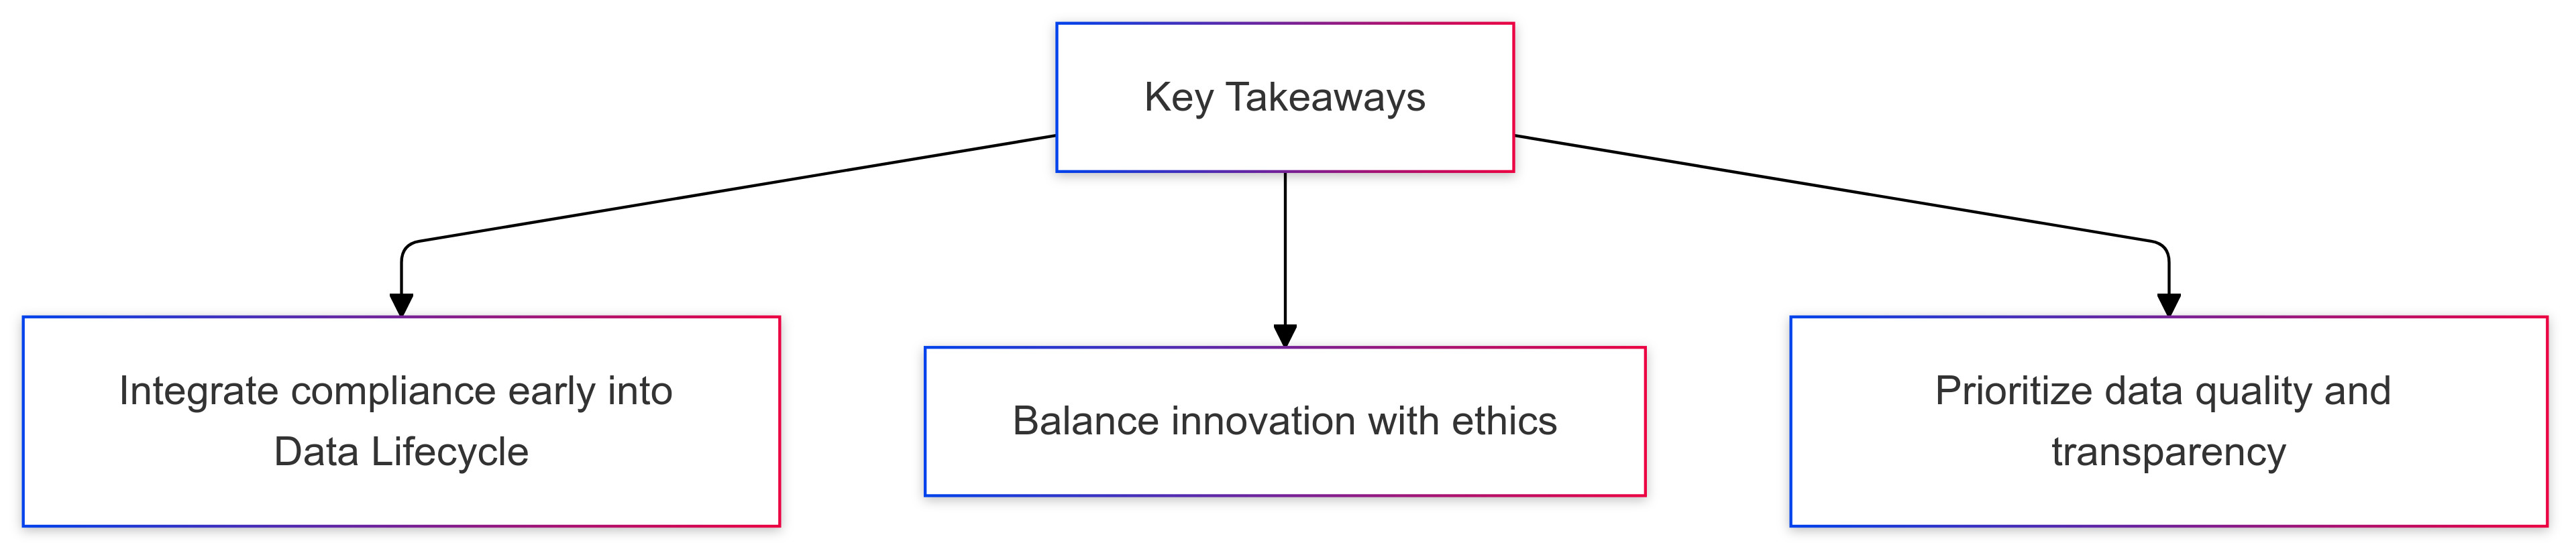 Key Takeaways
Integrate compliance early into
Data Lifecycle
Balance innovation with ethics
Prioritize data quality and
transparency